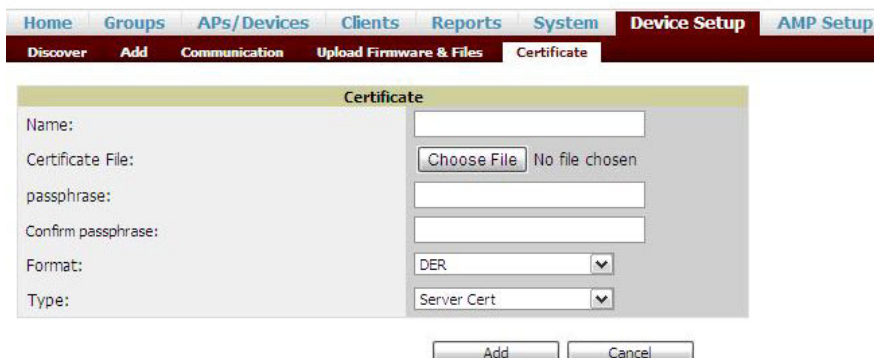 Home Groups APs/Devices Clients Reports System Device Setup AMP Setup
Discover Add Communication Upload Firmware & Files Certificate
Certificate
Name:
Certificate File: Choose File No file chosen
passphrase:
Confirm passphrase:
Format: DER
Type: Server Cert
Add Cancel